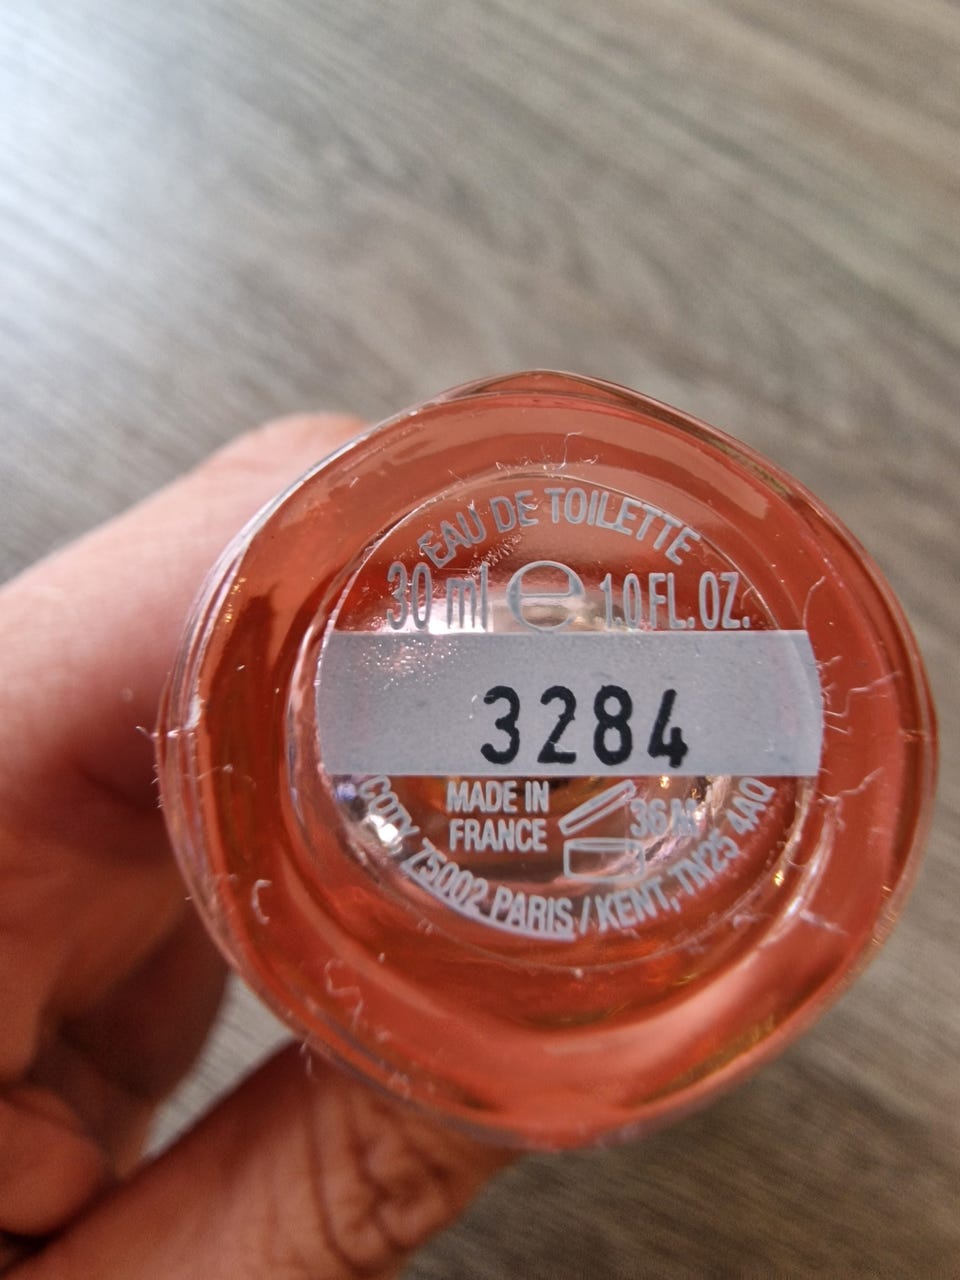 EAU DE TOILETTE
30 ml e 1.0 FL. OZ.
3284
MADE IN
FRANCE
36 M
COTY, 75002 PARIS / KENT, TN25 4AQ